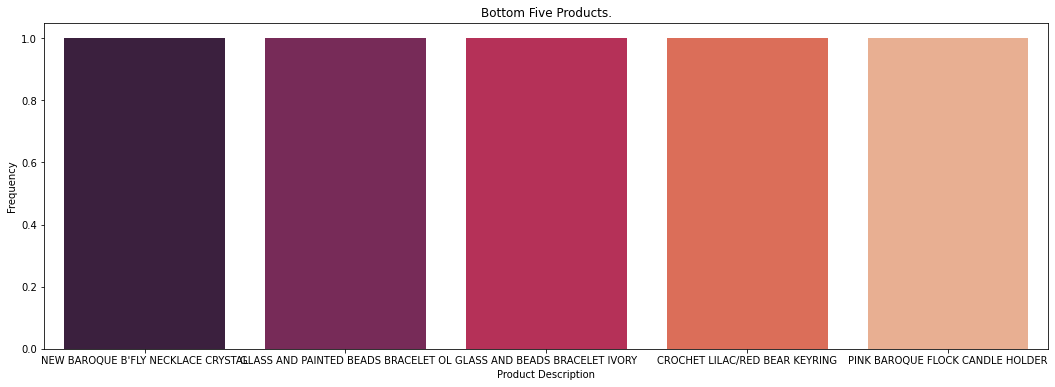 Bottom Five Products.
1.0
0.8
0.6
0.4
0.2
0.0
Frequency
NEW BAROQUE B'FLY NECKLACE CRYSTAL GLASS AND PAINTED BEADS BRACELET OL GLASS AND BEADS BRACELET IVORY CROCHET LILAC/RED BEAR KEYRING PINK BAROQUE FLOCK CANDLE HOLDER
Product Description